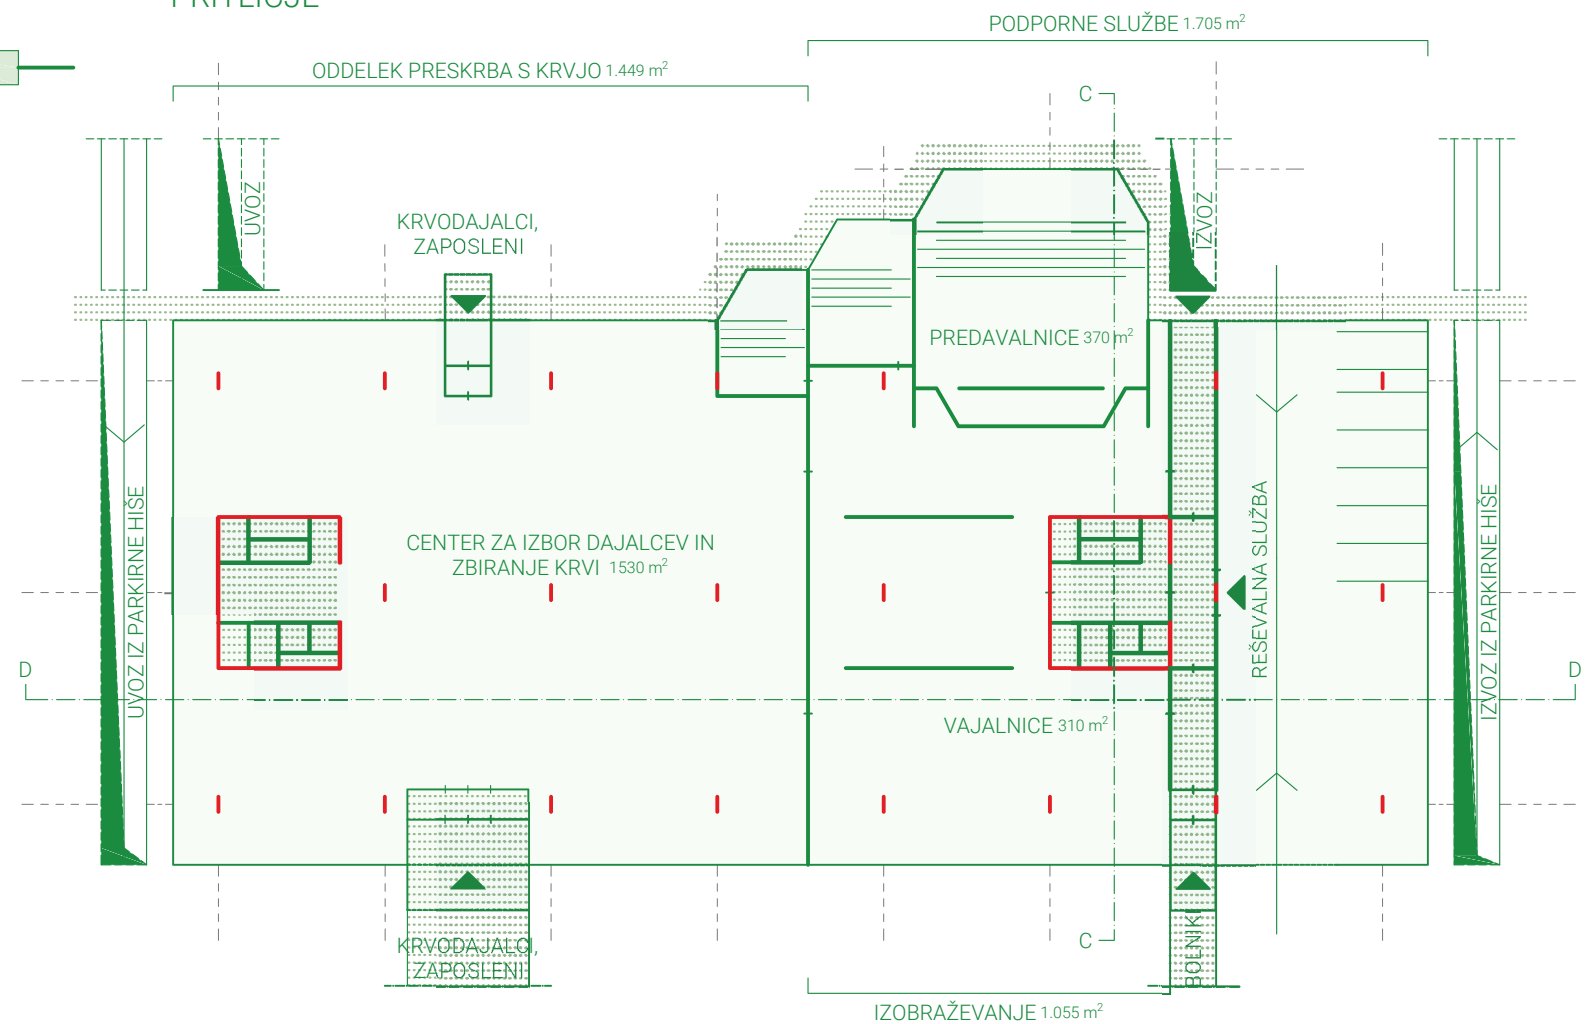 PRITLIČJE
PODPORNE SLUŽBE 1.705 m²
ODDELEK PRESKRBA S KRVJO 1.449 m²
C
UVOZ
IZVOZ
KRVODAJALCI,
ZAPOSLENI
PREDAVALNICE 370 m²
UVOZ IZ PARKIRNE HIŠE
CENTER ZA IZBOR DAJALCEV IN
ZBIRANJE KRVI 1530 m²
REŠEVALNA SLUŽBA
IZVOZ IZ PARKIRNE HIŠE
D
D
VAJALNICE 310 m²
KRVODAJALCI,
ZAPOSLENI
C
BOLNIKI
IZOBRAŽEVANJE 1.055 m²